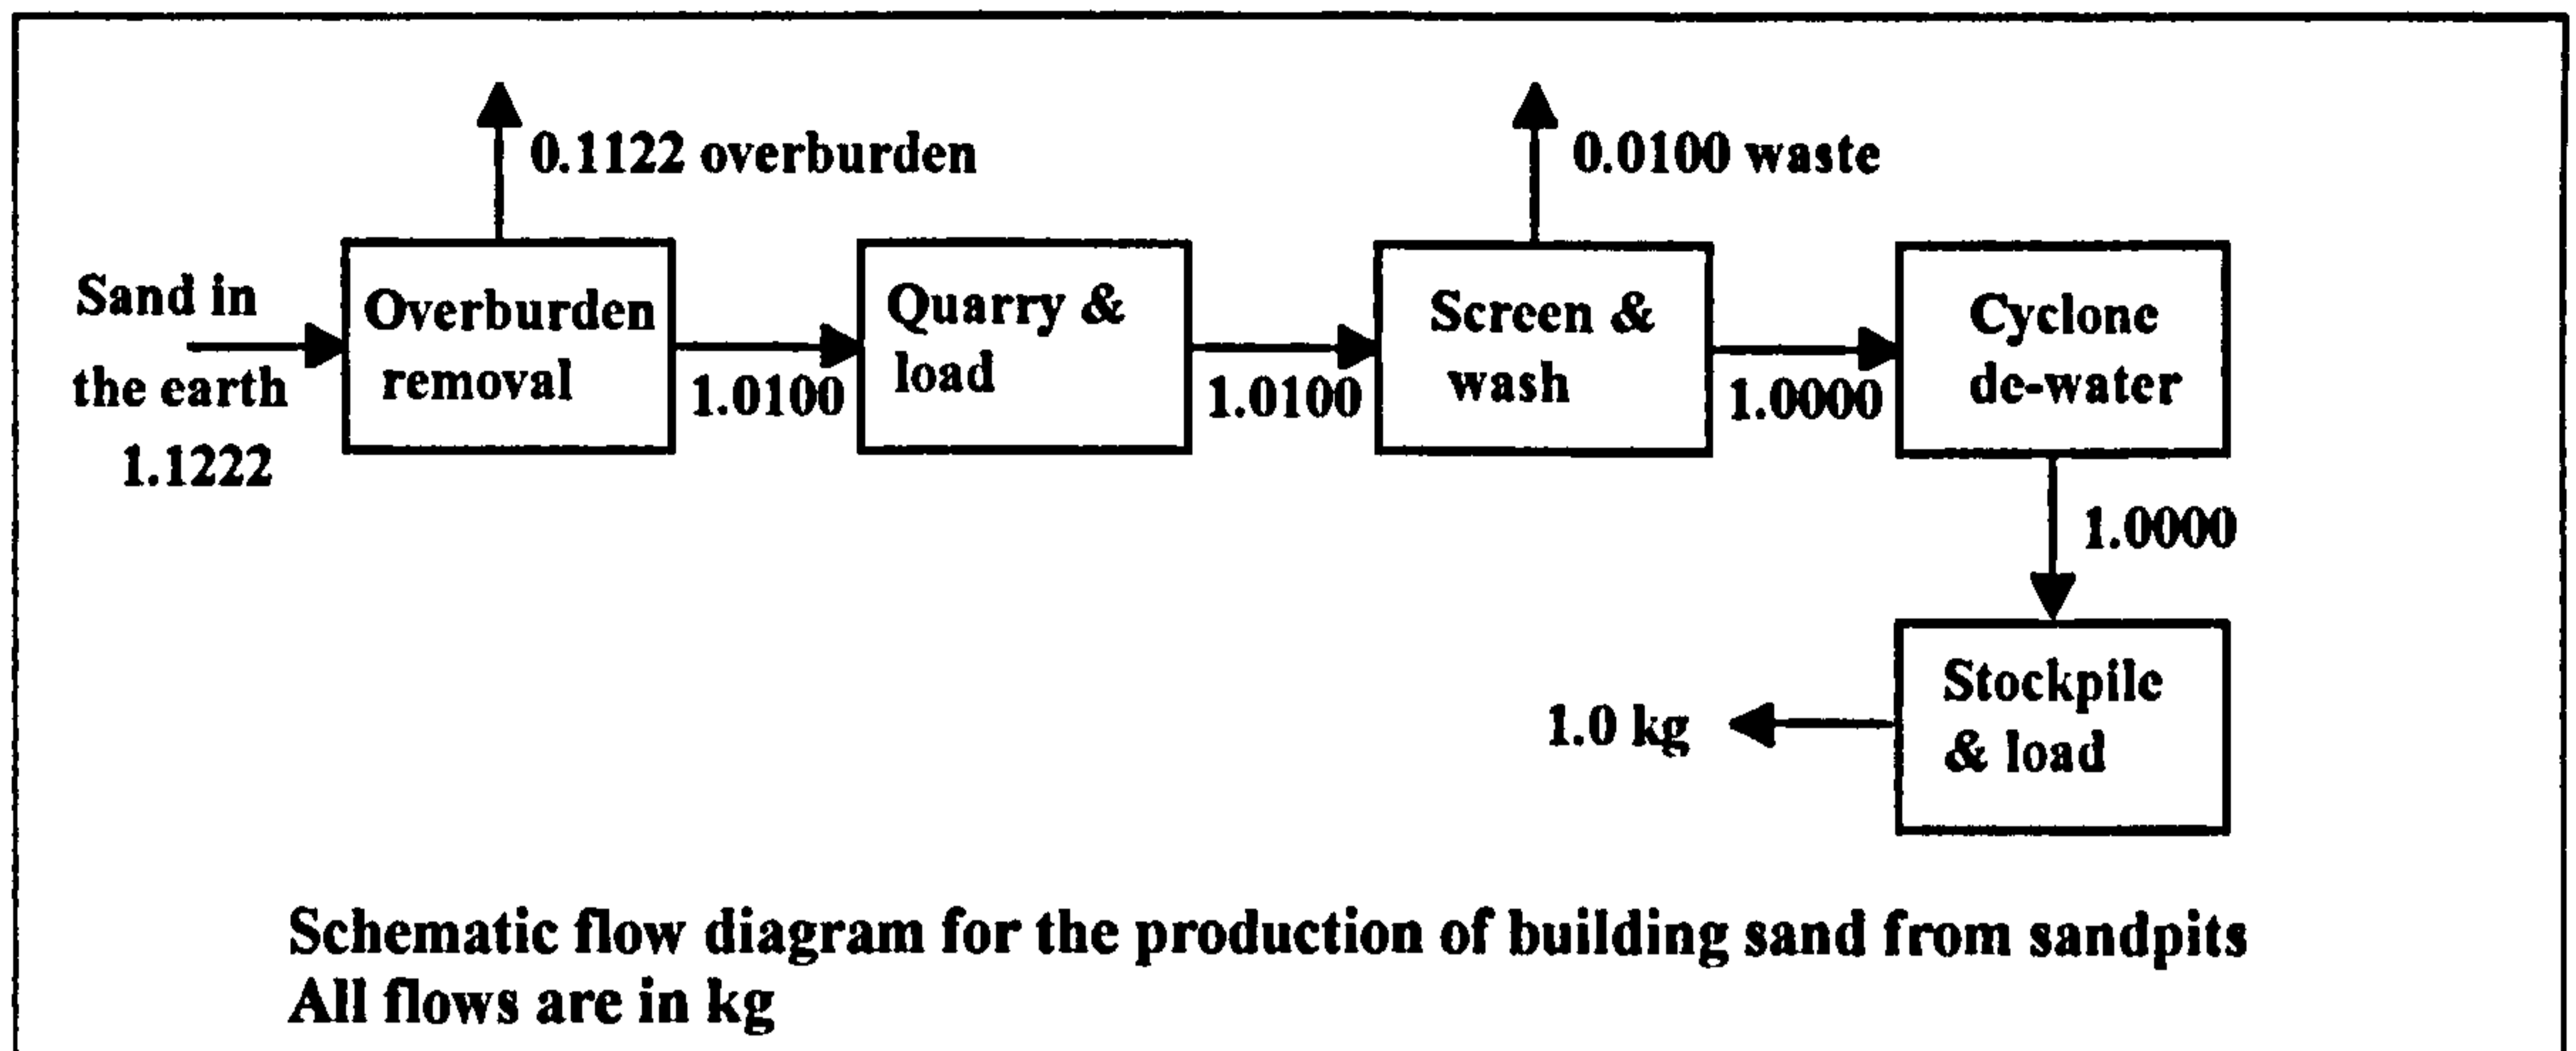 0.1122 overburden
0.0100 waste
Sand in
the earth
1.1222
Overburden
removal
1.0100
Quarry &
load
1.0100
Screen &
wash
1.0000
Cyclone
de-water
1.0000
Stockpile
& load
1.0 kg
Schematic flow diagram for the production of building sand from sandpits
All flows are in kg